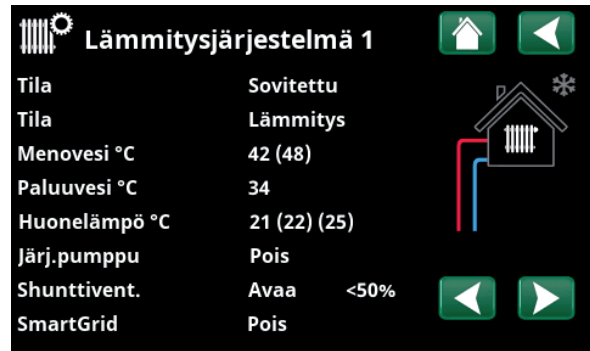 Lämmitysjärjestelmä 1
Tila Sovitettu
Tila Lämmitys
Menovesi °C 42 (48)
Paluuvesi °C 34
Huonelämpö °C 21 (22) (25)
Järj.pumppu Pois
Shunttivent. Avaa <50%
SmartGrid Pois